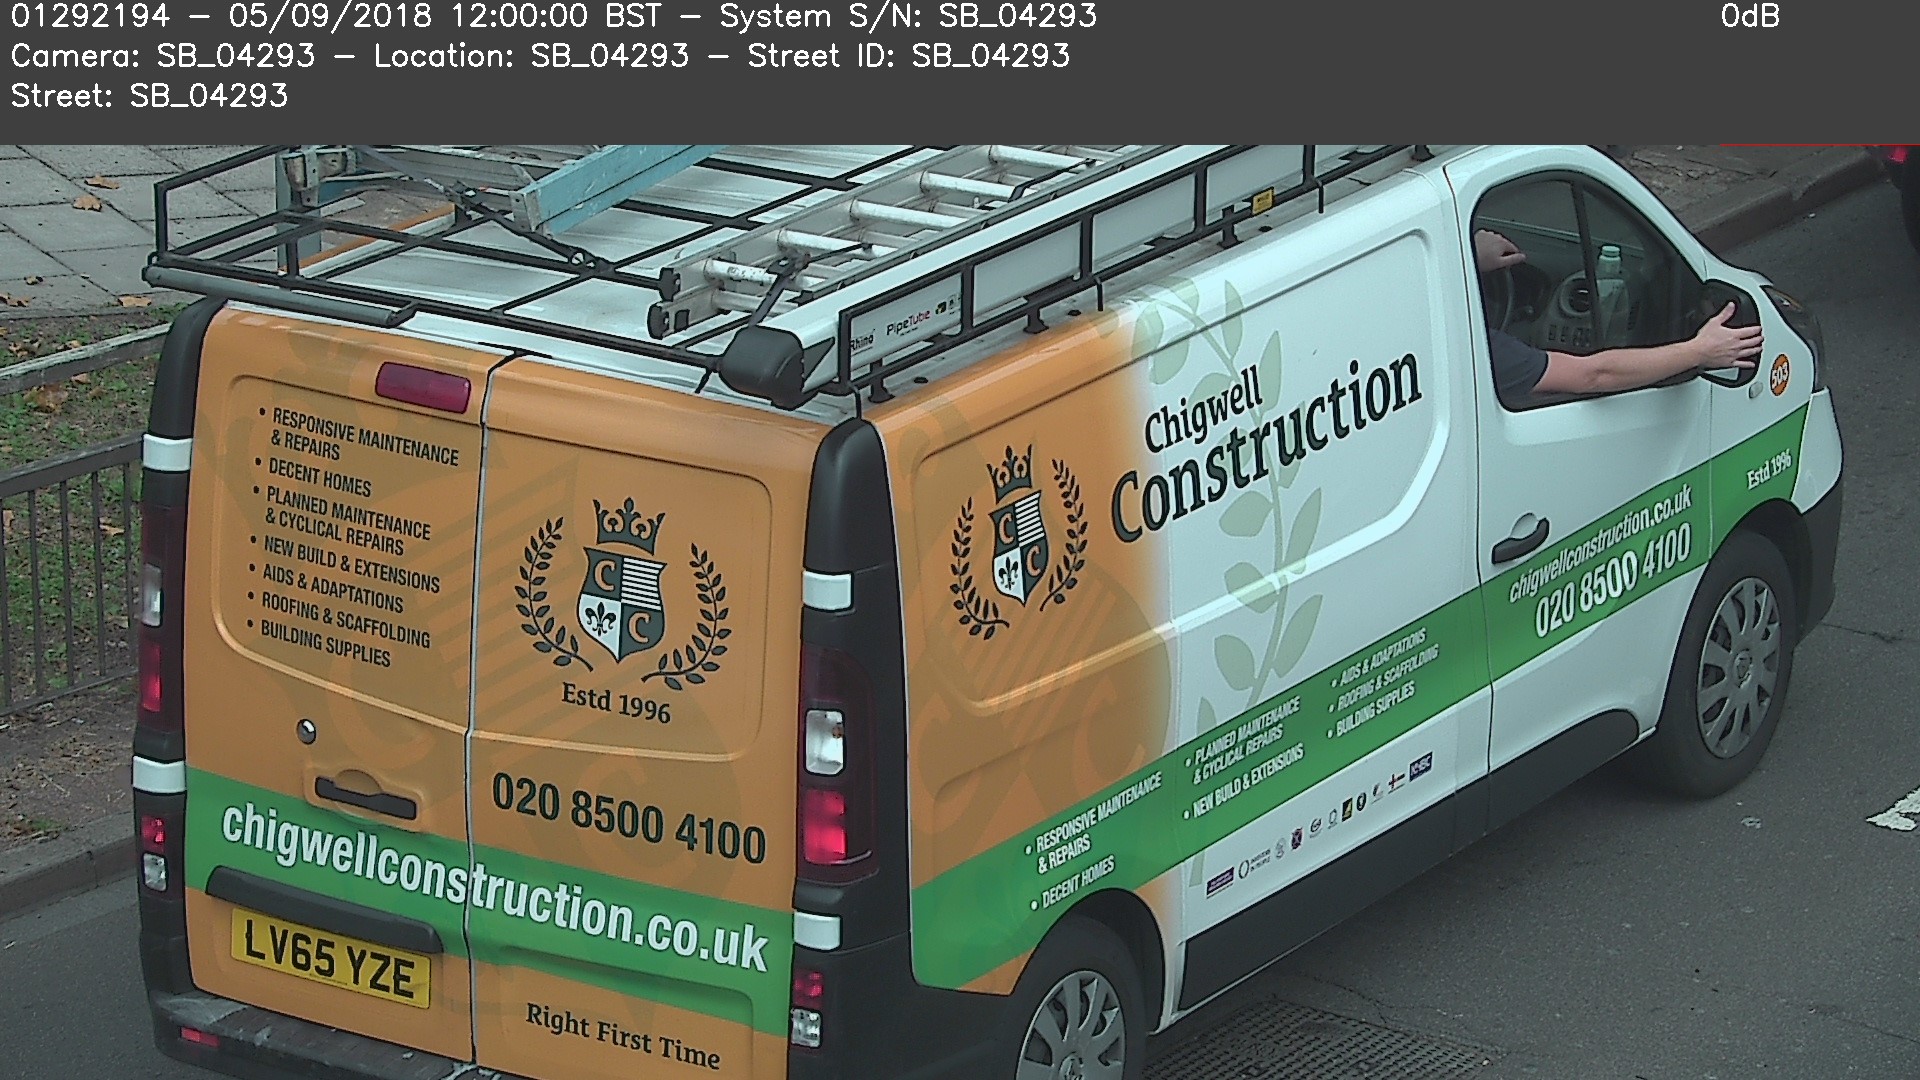 01292194 – 05/09/2018 12:00:00 BST – System S/N: SB_04293
0dB
Camera: SB_04293 – Location: SB_04293 – Street ID: SB_04293
Street: SB_04293
Rhino
PipeTube
• RESPONSIVE MAINTENANCE
& REPAIRS
• DECENT HOMES
• PLANNED MAINTENANCE
& CYCLICAL REPAIRS
• NEW BUILD & EXTENSIONS
• AIDS & ADAPTATIONS
• ROOFING & SCAFFOLDING
• BUILDING SUPPLIES
C
C
Estd 1996
020 8500 4100
chigwellconstruction.co.uk
LV65 YZE
Right First Time
C
C
Chigwell
Construction
503
Estd 1996
chigwellconstruction.co.uk
020 8500 4100
• RESPONSIVE MAINTENANCE
& REPAIRS
• DECENT HOMES
• PLANNED MAINTENANCE
& CYCLICAL REPAIRS
• NEW BUILD & EXTENSIONS
• AIDS & ADAPTATIONS
• ROOFING & SCAFFOLDING
• BUILDING SUPPLIES